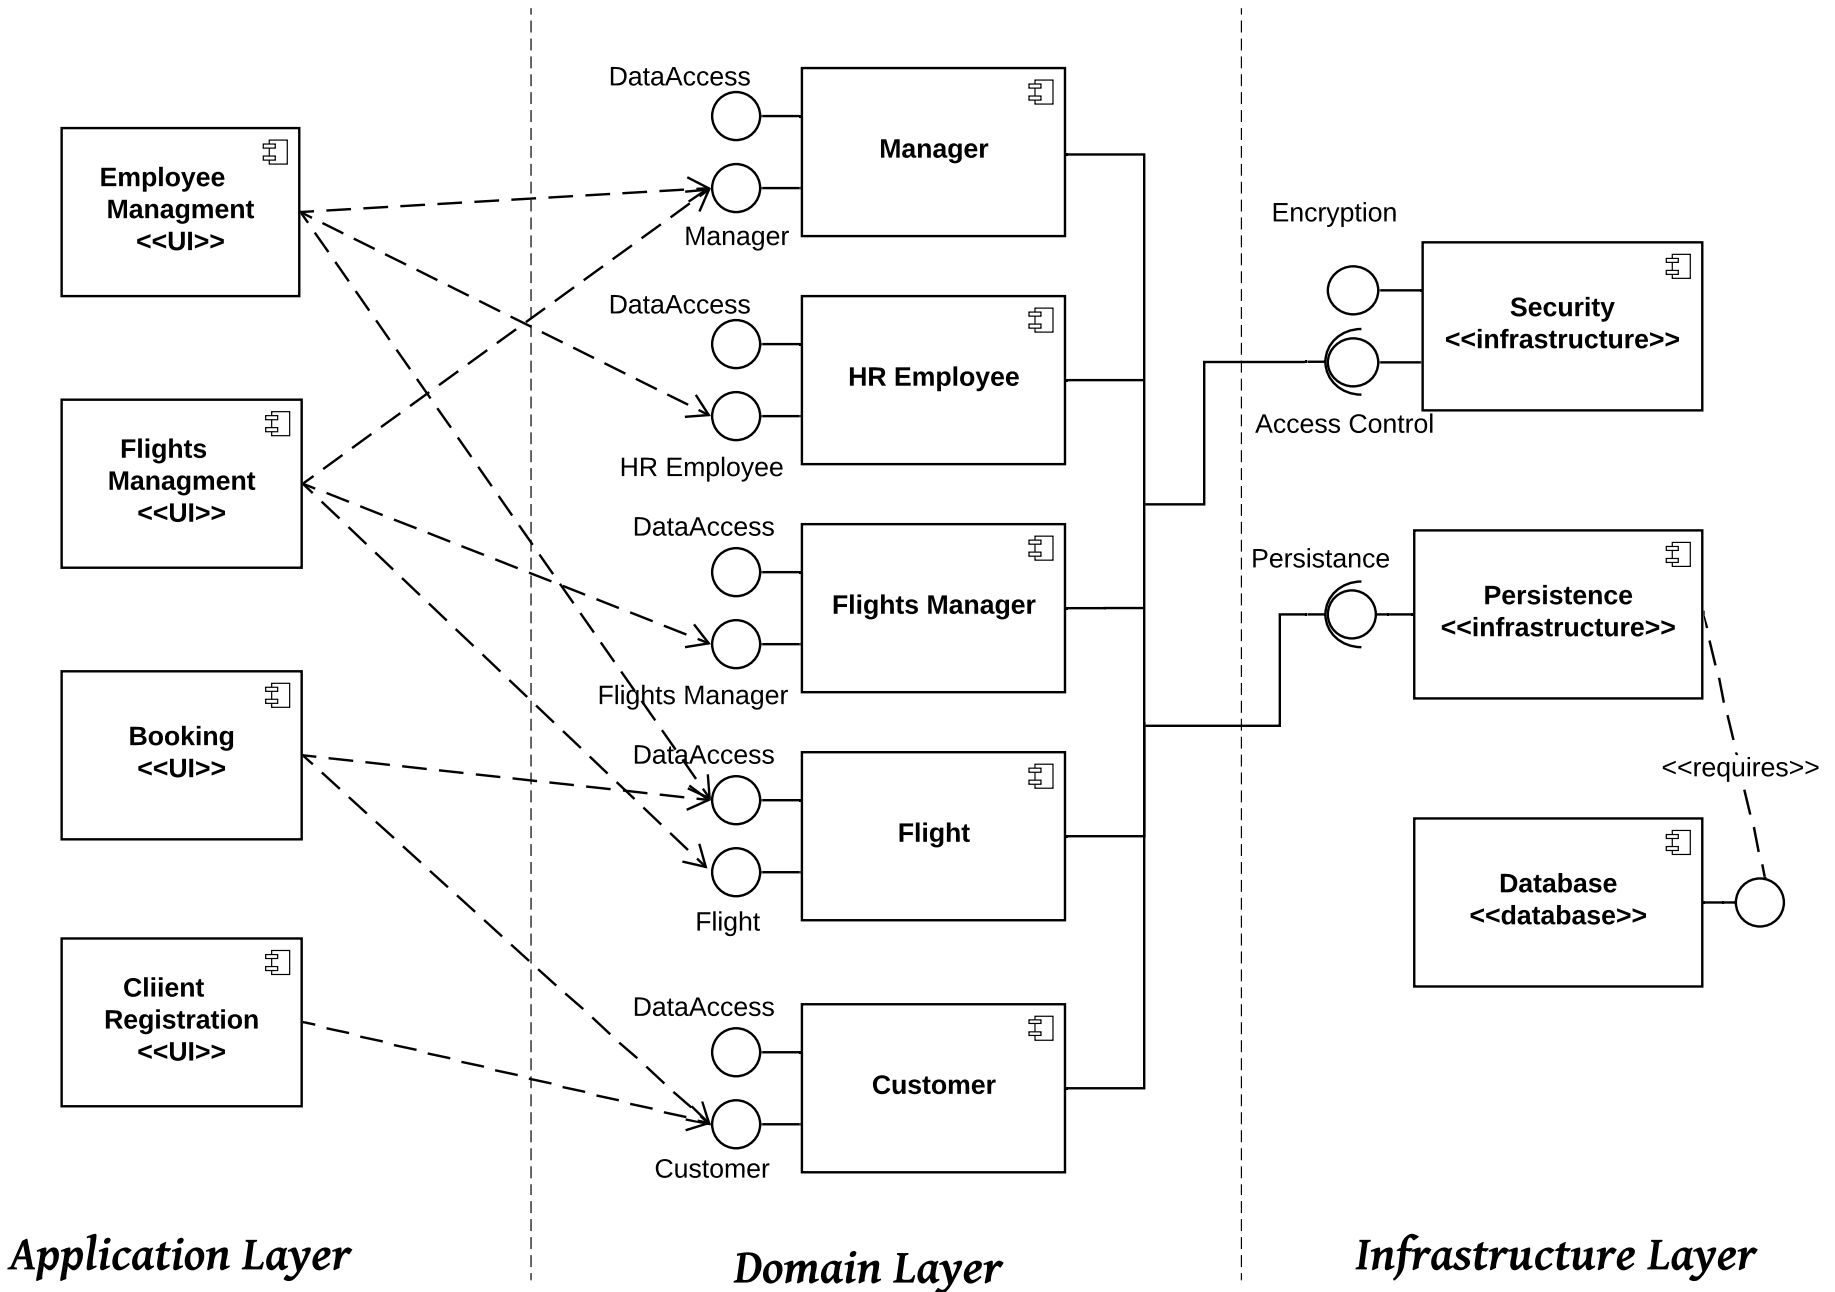 Employee
Managment
<<UI>>
Flights
Managment
<<UI>>
Booking
<<UI>>
Cliient
Registration
<<UI>>
Application Layer
DataAccess
Manager
Manager
DataAccess
HR Employee
HR Employee
DataAccess
Flights Manager
Flights Manager
DataAccess
Flight
Flight
DataAccess
Customer
Customer
Domain Layer
Encryption
Security
<<infrastructure>>
Access Control
Persistance
Persistence
<<infrastructure>>
<<requires>>
Database
<<database>>
Infrastructure Layer